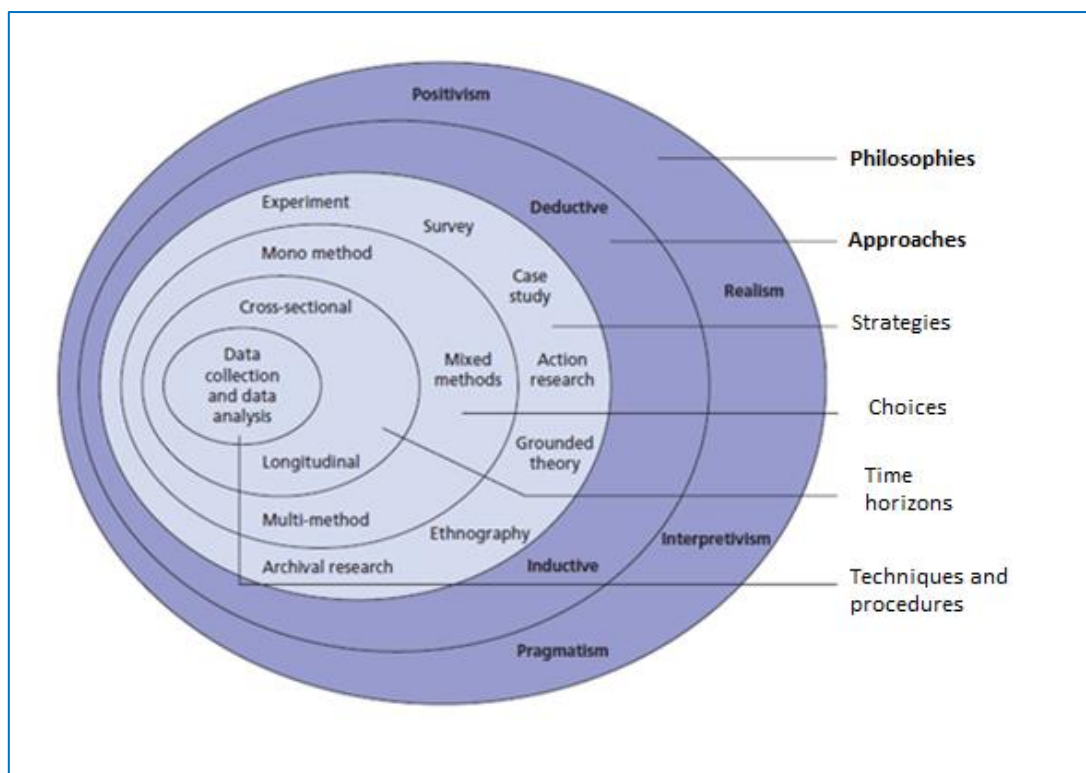 Positivism
Philosophies
Experiment
Deductive
Survey
Approaches
Mono method
Case
study
Realism
Cross-sectional
Strategies
Data
collection
and data
analysis
Mixed
methods
Action
research
Choices
Grounded
theory
Longitudinal
Time
horizons
Multi-method
Ethnography
Interpretivism
Archival research
Inductive
Techniques and
procedures
Pragmatism